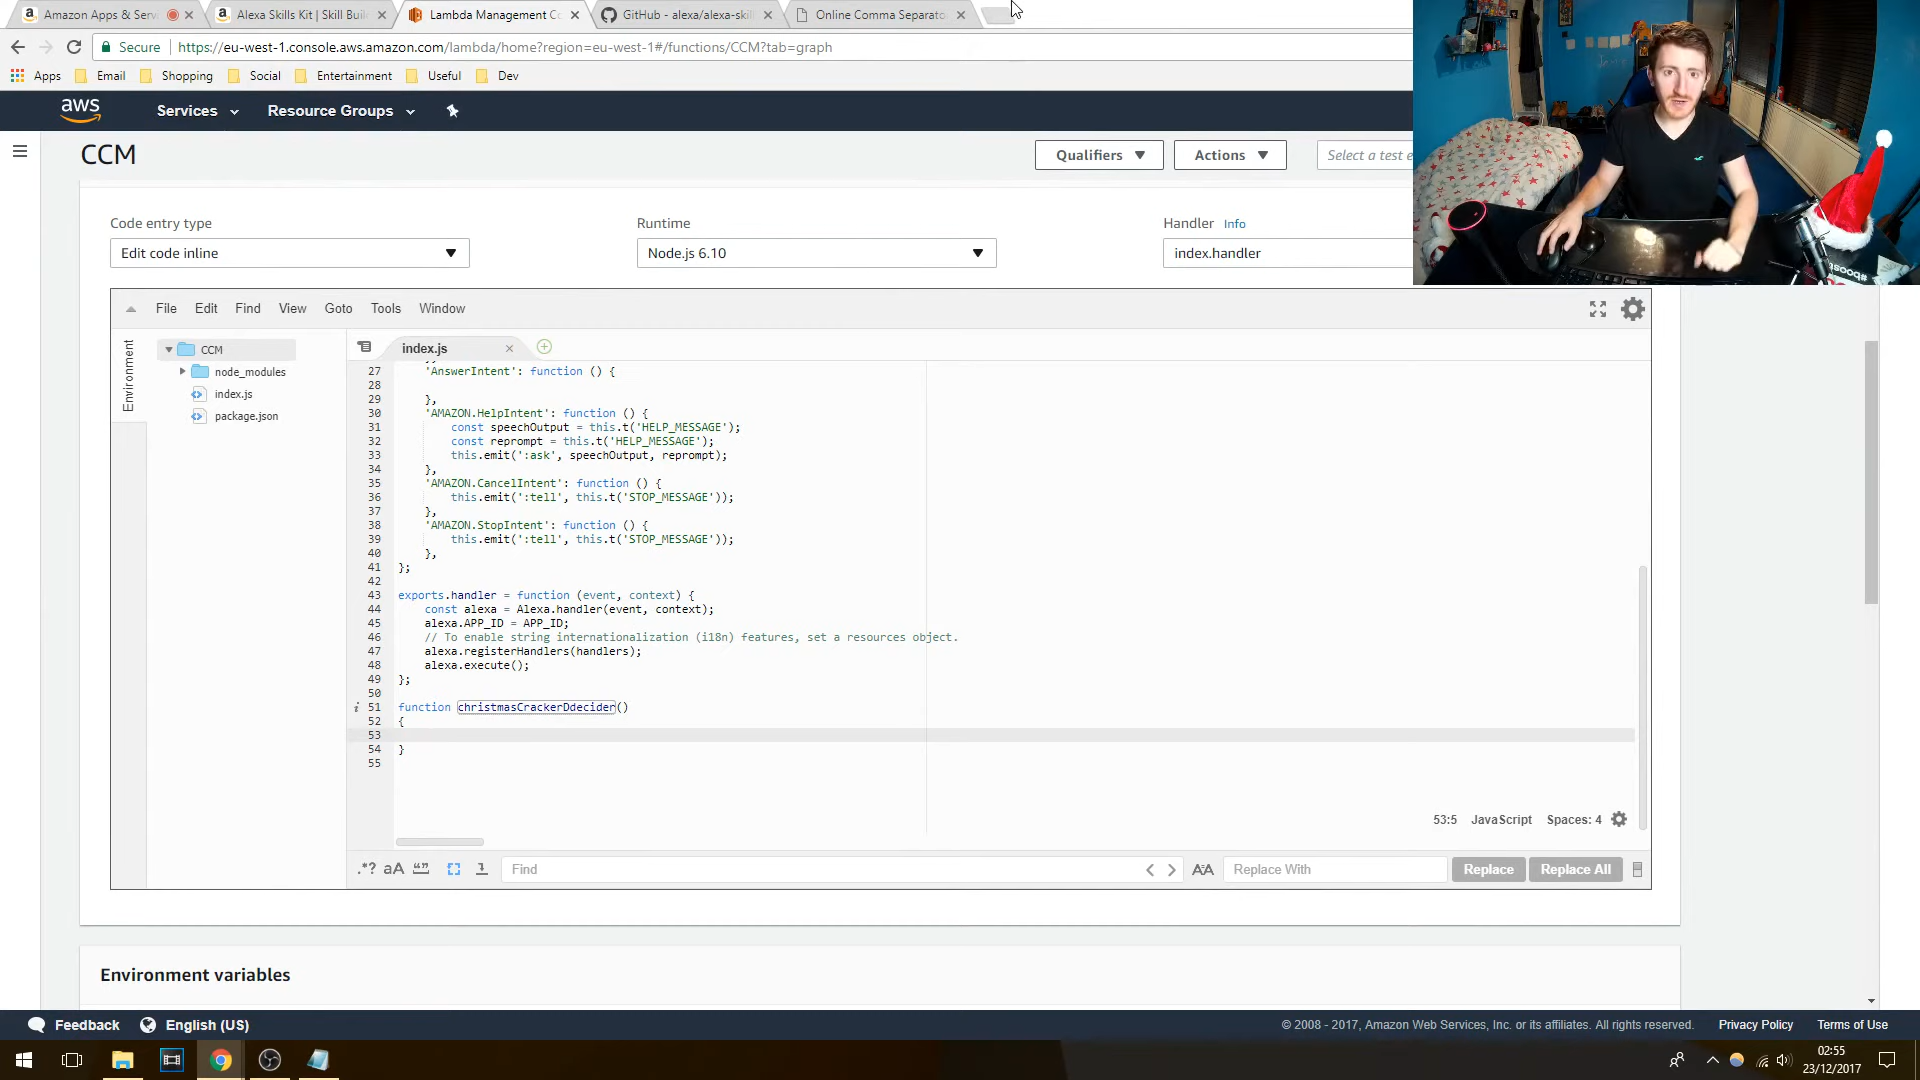 Amazon Apps & Serv
Alexa Skills Kit | Skill Buil
Lambda Management Co
GitHub - alexa/alexa-skil
Online Comma Separato
Secure
https://eu-west-1.console.aws.amazon.com/lambda/home?region=eu-west-1#/functions/CCM?tab=graph
Apps
Email
Shopping
Social
Entertainment
Useful
Dev
aws
Services
Resource Groups
CCM
Qualifiers
Actions
Select a test e
Code entry type
Runtime
Handler
Info
Edit code inline
Node.js 6.10
index.handler
File
Edit
Find
View
Goto
Tools
Window
Environment
CCM
node_modules
index.js
package.json
index.js
27 'AnswerIntent': function () {
28
29 },
30 'AMAZON.HelpIntent': function () {
31 const speechOutput = this.t('HELP_MESSAGE');
32 const reprompt = this.t('HELP_MESSAGE');
33 this.emit(':ask', speechOutput, reprompt);
34 },
35 'AMAZON.CancelIntent': function () {
36 this.emit(':tell', this.t('STOP_MESSAGE'));
37 },
38 'AMAZON.StopIntent': function () {
39 this.emit(':tell', this.t('STOP_MESSAGE'));
40 },
41 };
42
43 exports.handler = function (event, context) {
44 const alexa = Alexa.handler(event, context);
45 alexa.APP_ID = APP_ID;
46 // To enable string internationalization (i18n) features, set a resources object.
47 alexa.registerHandlers(handlers);
48 alexa.execute();
49 };
50
51 function christmasCrackerDdecider()
52 {
53
54 }
55
53:5
JavaScript
Spaces: 4
.*?
aA
Find
Replace With
Replace
Replace All
Environment variables
Feedback
English (US)
© 2008 - 2017, Amazon Web Services, Inc. or its affiliates. All rights reserved.
Privacy Policy
Terms of Use
02:55
23/12/2017